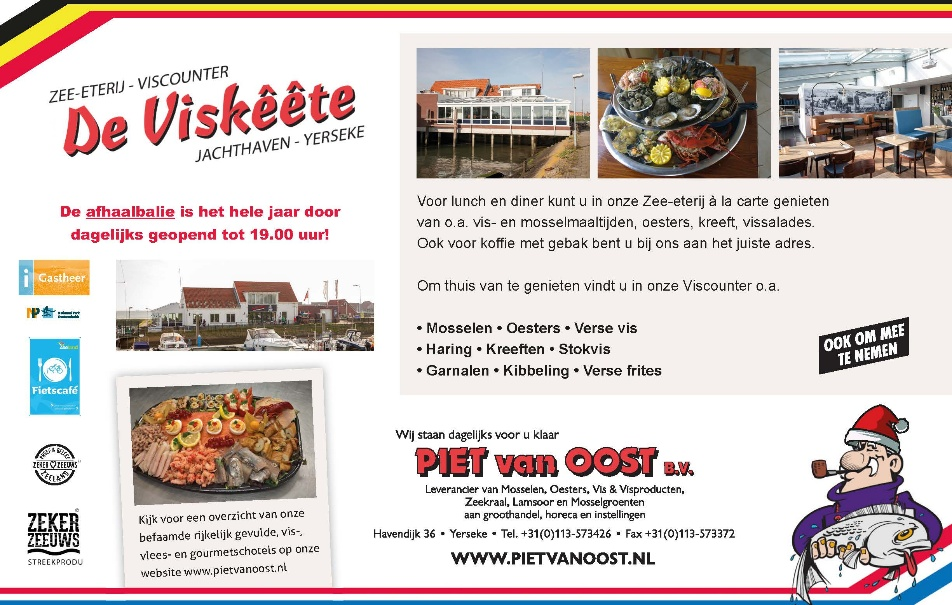 ZEE-ETERIJ - VISCOUNTER
De Viskêête
JACHTHAVEN - YERSEKE
De afhaalbalie is het hele jaar door
dagelijks geopend tot 19.00 uur!
i Gastheer
NP
Fietscafé
ZEKER ZEEUWS
ZEELAND
ZEKER
ZEEUWS
STREEKPRODU
Kijk voor een overzicht van onze
befaamde rijkelijk gevulde, vis-,
vlees- en gourmetschotels op onze
website www.pietvanoost.nl
Voor lunch en diner kunt u in onze Zee-eterij à la carte genieten
van o.a. vis- en mosselmaaltijden, oesters, kreeft, vissalades.
Ook voor koffie met gebak bent u bij ons aan het juiste adres.
Om thuis van te genieten vindt u in onze Viscounter o.a.
• Mosselen • Oesters • Verse vis
• Haring • Kreeften • Stokvis
• Garnalen • Kibbeling • Verse frites
OOK OM MEE
TE NEMEN
Wij staan dagelijks voor u klaar
PIET van OOST B.V.
Leverancier van Mosselen, Oesters, Vis & Visproducten,
Zeekraal, Lamsoor en Mosselgroenten
aan groothandel, horeca en instellingen
Havendijk 36 • Yerseke • Tel. +31(0)113-573426 • Fax +31(0)113-573372
WWW.PIETVANOOST.NL